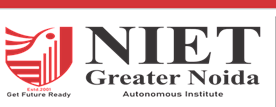 NIET
Greater Noida
Autonomous Institute
Estd.2001
Get Future Ready